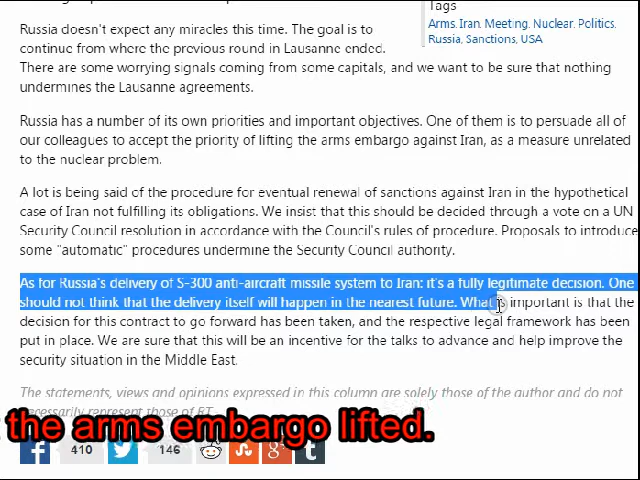 Tags
Arms, Iran, Meeting, Nuclear, Politics,
Russia, Sanctions, USA
Russia doesn't expect any miracles this time. The goal is to
continue from where the previous round in Lausanne ended.
There are some worrying signals coming from some capitals, and we want to be sure that nothing
undermines the Lausanne agreements.
Russia has a number of its own priorities and important objectives. One of them is to persuade all of
our colleagues to accept the priority of lifting the arms embargo against Iran, as a measure unrelated
to the nuclear problem.
A lot is being said of the procedure for eventual renewal of sanctions against Iran in the hypothetical
case of Iran not fulfilling its obligations. We insist that this should be decided through a vote on a UN
Security Council resolution in accordance with the Council's rules of procedure. Proposals to introduce
some "automatic" procedures undermine the Security Council authority.
As for Russia's delivery of S-300 anti-aircraft missile system to Iran: it's a fully legitimate decision. One
should not think that the delivery itself will happen in the nearest future. What is important is that the
decision for this contract to go forward has been taken, and the respective legal framework has been
put in place. We are sure that this will be an incentive for the talks to advance and help improve the
security situation in the Middle East.
The statements, views and opinions expressed in this column are solely those of the author and do not
necessarily represent those of RT.
the arms embargo lifted.
410
146